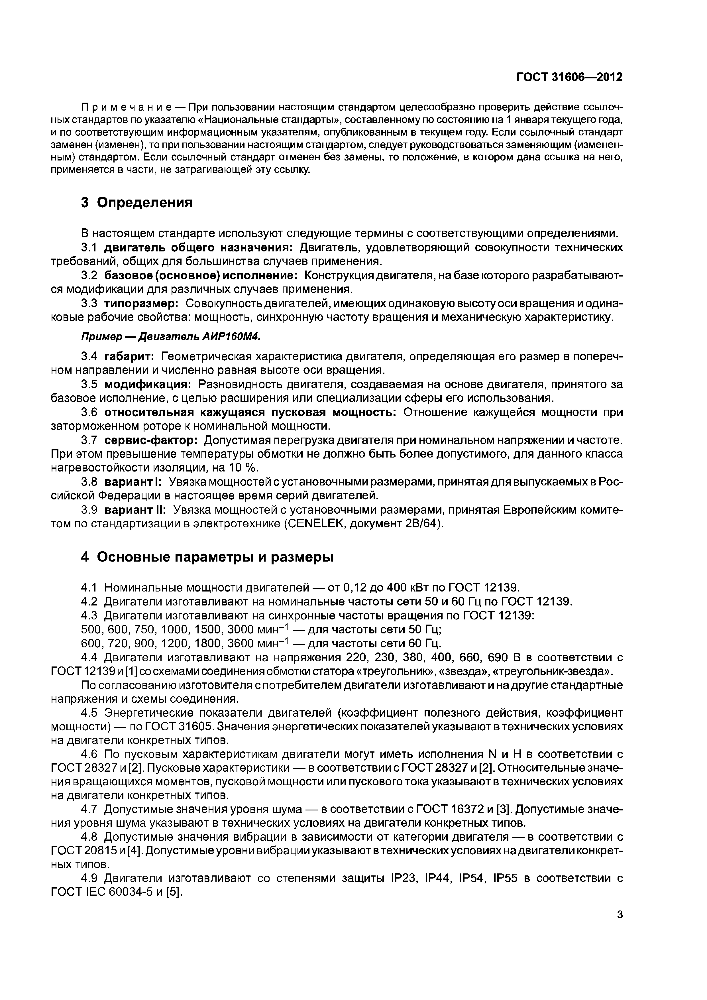 ГОСТ 31606—2012
Примечание — При пользовании настоящим стандартом целесообразно проверить действие ссылоч-
ных стандартов по указателю «Национальные стандарты», составленному по состоянию на 1 января текущего года,
и по соответствующим информационным указателям, опубликованным в текущем году. Если ссылочный стандарт
заменен (изменен), то при пользовании настоящим стандартом, следует руководствоваться заменяющим (изменен-
ным) стандартом. Если ссылочный стандарт отменен без замены, то положение, в котором дана ссылка на него,
применяется в части, не затрагивающей эту ссылку.
3 Определения
В настоящем стандарте используют следующие термины с соответствующими определениями.
3.1 двигатель общего назначения: Двигатель, удовлетворяющий совокупности технических
требований, общих для большинства случаев применения.
3.2 базовое (основное) исполнение: Конструкция двигателя, на базе которого разрабатывают-
ся модификации для различных случаев применения.
3.3 типоразмер: Совокупность двигателей, имеющих одинаковую высоту оси вращения и одина-
ковые рабочие свойства: мощность, синхронную частоту вращения и механическую характеристику.
Пример — Двигатель АИР160М4.
3.4 габарит: Геометрическая характеристика двигателя, определяющая его размер в попереч-
ном направлении и численно равная высоте оси вращения.
3.5 модификация: Разновидность двигателя, создаваемая на основе двигателя, принятого за
базовое исполнение, с целью расширения или специализации сферы его использования.
3.6 относительная кажущаяся пусковая мощность: Отношение кажущейся мощности при
заторможенном роторе к номинальной мощности.
3.7 сервис-фактор: Допустимая перегрузка двигателя при номинальном напряжении и частоте.
При этом превышение температуры обмотки не должно быть более допустимого, для данного класса
нагревостойкости изоляции, на 10 %.
3.8 вариант I: Увязка мощностей с установочными размерами, принятая для выпускаемых в Рос-
сийской Федерации в настоящее время серий двигателей.
3.9 вариант II: Увязка мощностей с установочными размерами, принятая Европейским комите-
том по стандартизации в электротехнике (CENELEK, документ 2В/64).
4 Основные параметры и размеры
4.1 Номинальные мощности двигателей — от 0,12 до 400 кВт по ГОСТ 12139.
4.2 Двигатели изготавливают на номинальные частоты сети 50 и 60 Гц по ГОСТ 12139.
4.3 Двигатели изготавливают на синхронные частоты вращения по ГОСТ 12139:
500, 600, 750, 1000, 1500, 3000 мин⁻¹ — для частоты сети 50 Гц;
600, 720, 900, 1200, 1800, 3600 мин⁻¹ — для частоты сети 60 Гц.
4.4 Двигатели изготавливают на напряжения 220, 230, 380, 400, 660, 690 В в соответствии с
ГОСТ 12139 и [1] со схемами соединения обмотки статора «треугольник», «звезда», «треугольник-звезда».
По согласованию изготовителя с потребителем двигатели изготавливают и на другие стандартные
напряжения и схемы соединения.
4.5 Энергетические показатели двигателей (коэффициент полезного действия, коэффициент
мощности) — по ГОСТ 31605. Значения энергетических показателей указывают в технических условиях
на двигатели конкретных типов.
4.6 По пусковым характеристикам двигатели могут иметь исполнения N и H в соответствии с
ГОСТ 28327 и [2]. Пусковые характеристики — в соответствии с ГОСТ 28327 и [2]. Относительные значе-
ния вращающихся моментов, пусковой мощности или пускового тока указывают в технических условиях
на двигатели конкретных типов.
4.7 Допустимые значения уровня шума — в соответствии с ГОСТ 16372 и [3]. Допустимые значе-
ния уровня шума указывают в технических условиях на двигатели конкретных типов.
4.8 Допустимые значения вибрации в зависимости от категории двигателя — в соответствии с
ГОСТ 20815 и [4]. Допустимые уровни вибрации указывают в технических условиях на двигатели конкрет-
ных типов.
4.9 Двигатели изготавливают со степенями защиты IP23, IP44, IP54, IP55 в соответствии с
ГОСТ IEC 60034-5 и [5].
3